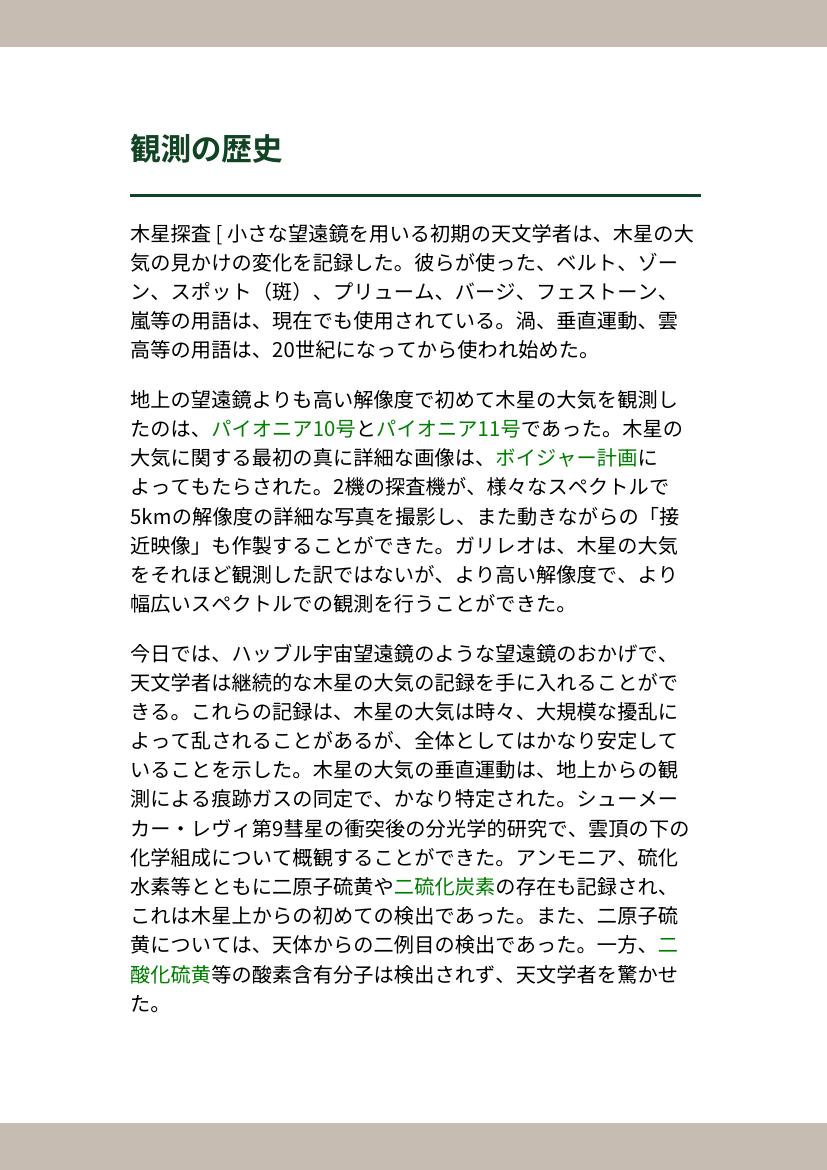 観測の歴史
木星探査 [ 小さな望遠鏡を用いる初期の天文学者は、木星の大
気の見かけの変化を記録した。彼らが使った、ベルト、ゾー
ン、スポット（斑）、プリューム、バージ、フェストーン、
嵐等の用語は、現在でも使用されている。渦、垂直運動、雲
高等の用語は、20世紀になってから使われ始めた。
地上の望遠鏡よりも高い解像度で初めて木星の大気を観測し
たのは、パイオニア10号とパイオニア11号であった。木星の
大気に関する最初の真に詳細な画像は、ボイジャー計画に
よってもたらされた。2機の探査機が、様々なスペクトルで
5kmの解像度の詳細な写真を撮影し、また動きながらの「接
近映像」も作製することができた。ガリレオは、木星の大気
をそれほど観測した訳ではないが、より高い解像度で、より
幅広いスペクトルでの観測を行うことができた。
今日では、ハッブル宇宙望遠鏡のような望遠鏡のおかげで、
天文学者は継続的な木星の大気の記録を手に入れることがで
きる。これらの記録は、木星の大気は時々、大規模な擾乱に
よって乱されることがあるが、全体としてはかなり安定して
いることを示した。木星の大気の垂直運動は、地上からの観
測による痕跡ガスの同定で、かなり特定された。シューメー
カー・レヴィ第9彗星の衝突後の分光学的研究で、雲頂の下の
化学組成について概観することができた。アンモニア、硫化
水素等とともに二原子硫黄や二硫化炭素の存在も記録され、
これは木星上からの初めての検出であった。また、二原子硫
黄については、天体からの二例目の検出であった。一方、二
酸化硫黄等の酸素含有分子は検出されず、天文学者を驚かせ
た。